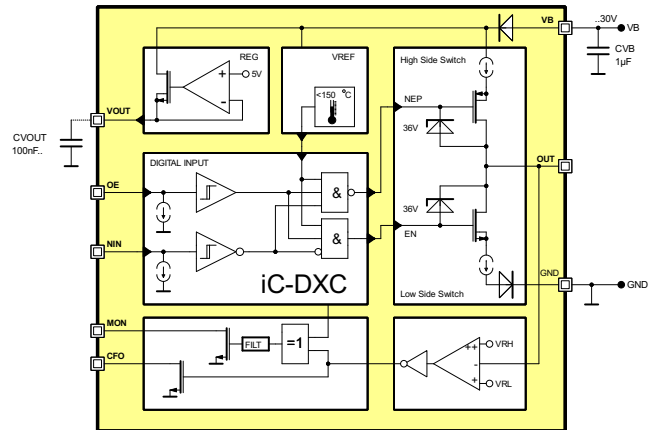 VB
..30V
VB
CVB
1µF
REG
5V
VOUT
CVOUT
100nF..
VREF
<150 °C
High Side Switch
NEP
36V
OUT
DIGITAL INPUT
OE
&
36V
NIN
&
EN
iC-DXC
GND
GND
Low Side Switch
MON
FILT
=1
CFO
++
-
+
VRH
VRL
+
-